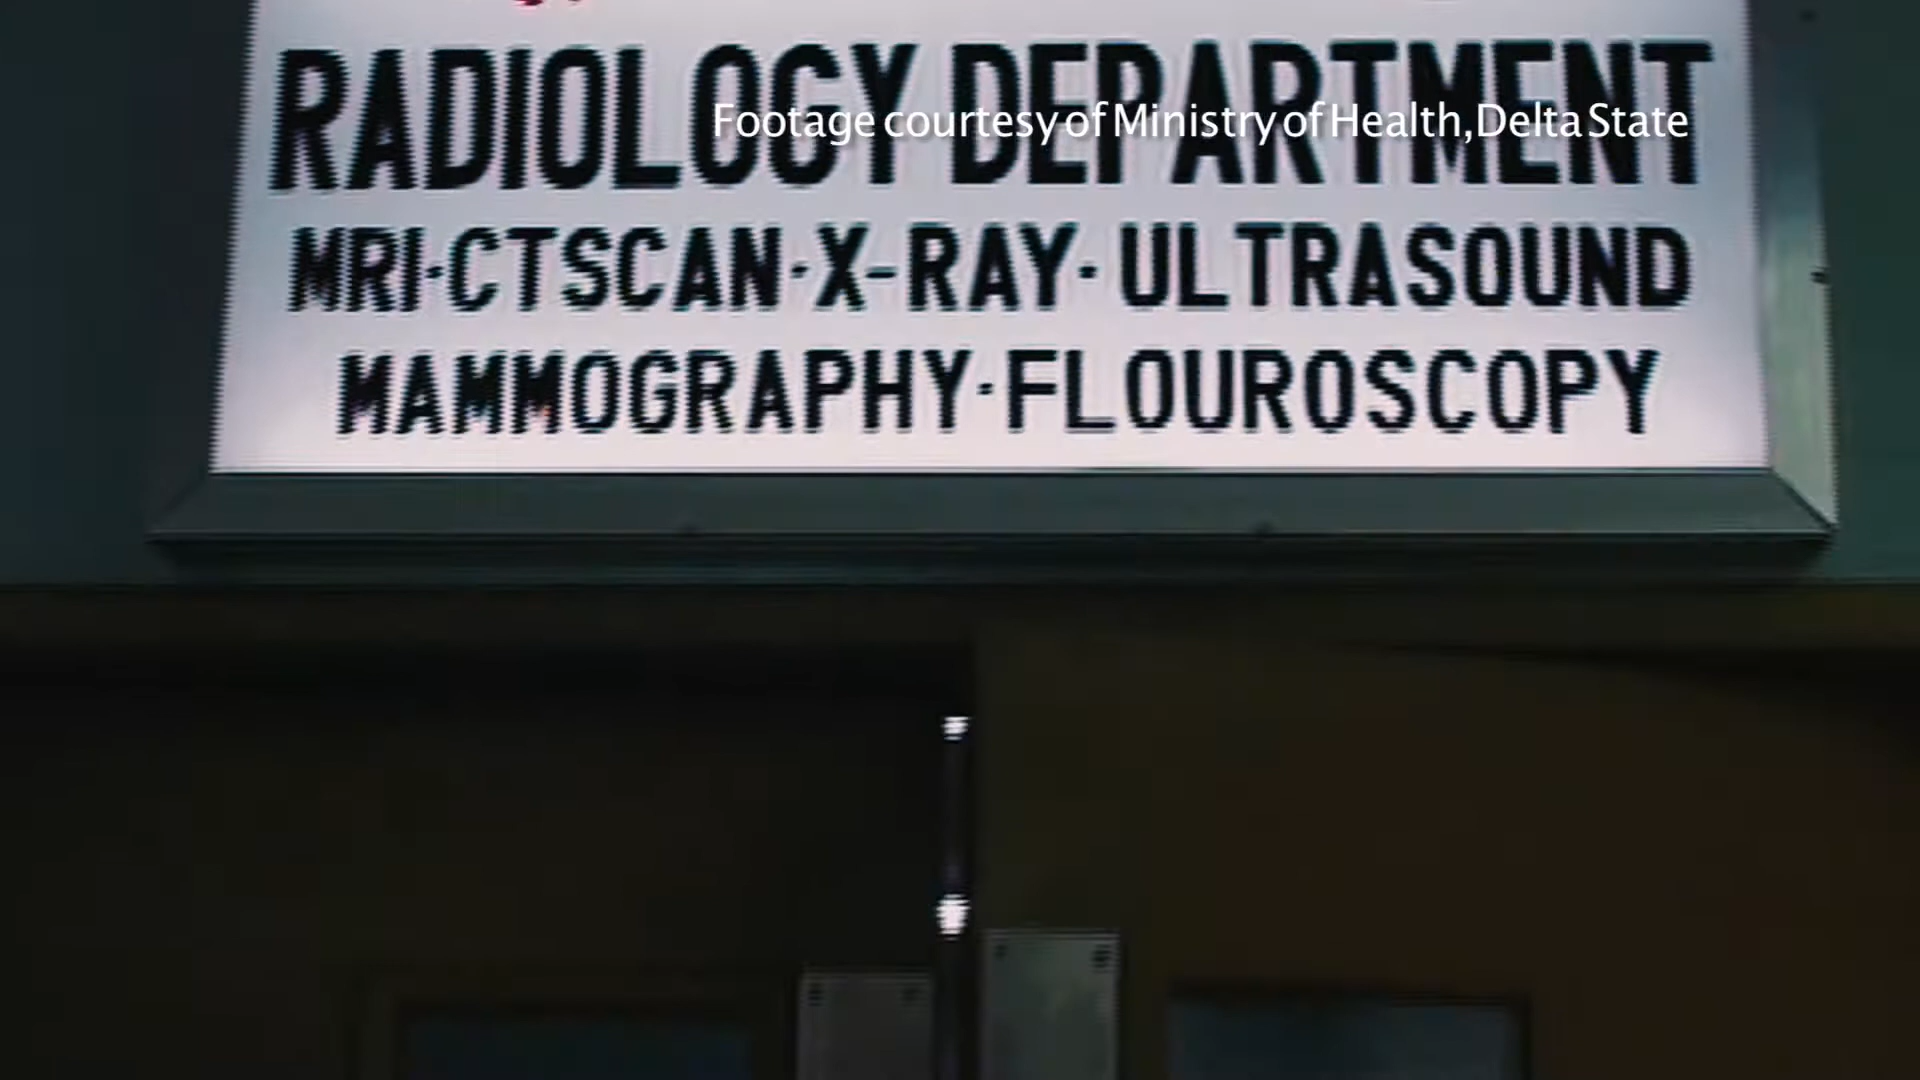 RADIOLOGY DEPARTMENT
Footage courtesy of Ministry of Health, Delta State
MRI·CTSCAN·X-RAY·ULTRASOUND
MAMMOGRAPHY·FLOUROSCOPY